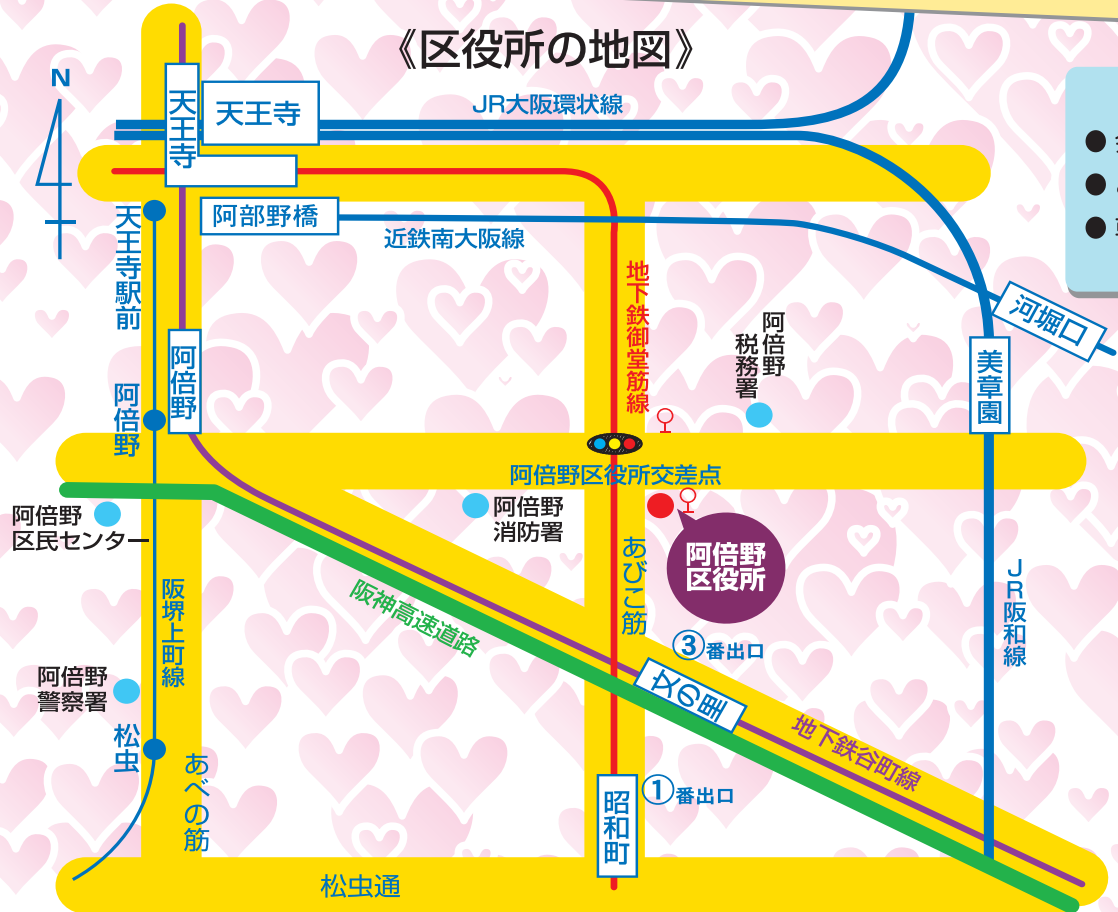 《区役所の地図》
N
天王寺
天王寺
JR大阪環状線
阿部野橋
近鉄南大阪線
天王寺駅前
地下鉄御堂筋線
河堀口
阿倍野
税務署
美章園
阿倍野
阿倍野
阿倍野区役所交差点
阿倍野
区民センター
阿倍野
消防署
阿倍野
区役所
あびこ筋
阪神高速道路
阪堺上町線
JR阪和線
③番出口
文の里
阿倍野
警察署
松虫
地下鉄谷町線
あべの筋
①番出口
昭和町
松虫通